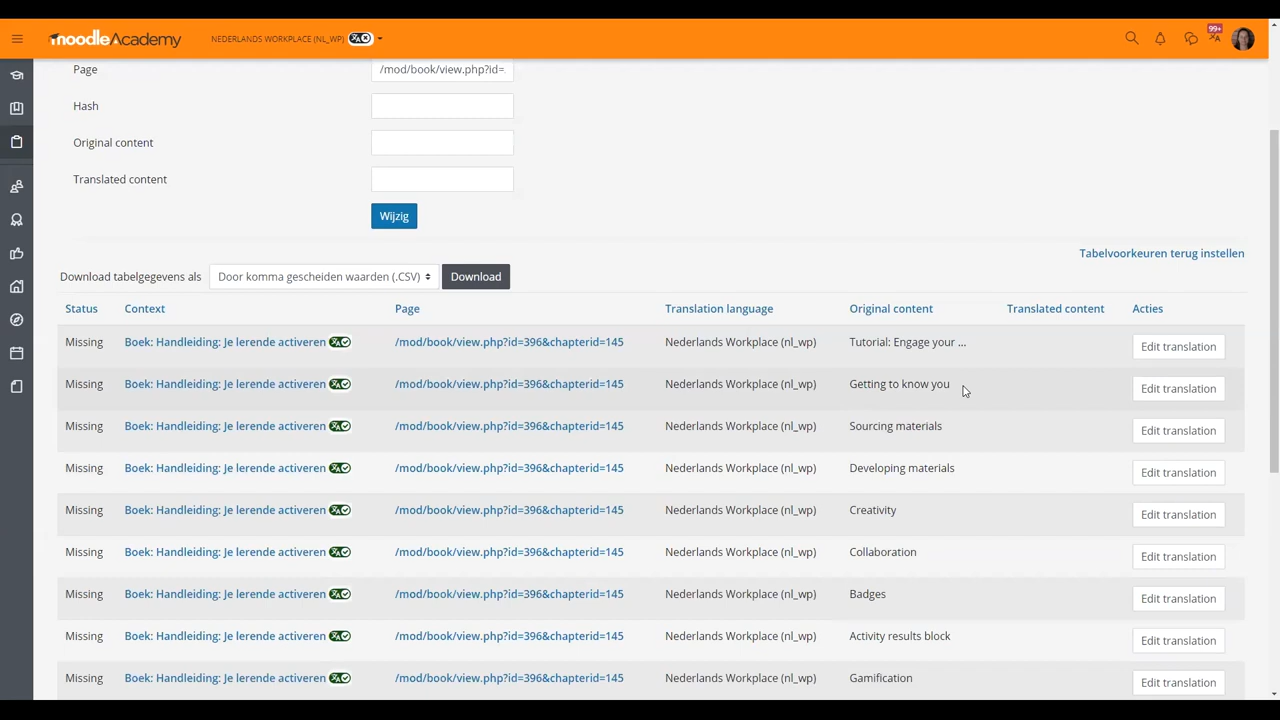 moodleAcademy NEDERLANDS WORKPLACE (NL_WP) 99+
Page /mod/book/view.php?id=
Hash
Original content
Translated content
Wijzig
Tabelvoorkeuren terug instellen
Download tabelgegevens als Door komma gescheiden waarden (.CSV) Download
Status Context Page Translation language Original content Translated content Acties
Missing Boek: Handleiding: Je lerende activeren /mod/book/view.php?id=396&chapterid=145 Nederlands Workplace (nl_wp) Tutorial: Engage your ... Edit translation
Missing Boek: Handleiding: Je lerende activeren /mod/book/view.php?id=396&chapterid=145 Nederlands Workplace (nl_wp) Getting to know you Edit translation
Missing Boek: Handleiding: Je lerende activeren /mod/book/view.php?id=396&chapterid=145 Nederlands Workplace (nl_wp) Sourcing materials Edit translation
Missing Boek: Handleiding: Je lerende activeren /mod/book/view.php?id=396&chapterid=145 Nederlands Workplace (nl_wp) Developing materials Edit translation
Missing Boek: Handleiding: Je lerende activeren /mod/book/view.php?id=396&chapterid=145 Nederlands Workplace (nl_wp) Creativity Edit translation
Missing Boek: Handleiding: Je lerende activeren /mod/book/view.php?id=396&chapterid=145 Nederlands Workplace (nl_wp) Collaboration Edit translation
Missing Boek: Handleiding: Je lerende activeren /mod/book/view.php?id=396&chapterid=145 Nederlands Workplace (nl_wp) Badges Edit translation
Missing Boek: Handleiding: Je lerende activeren /mod/book/view.php?id=396&chapterid=145 Nederlands Workplace (nl_wp) Activity results block Edit translation
Missing Boek: Handleiding: Je lerende activeren /mod/book/view.php?id=396&chapterid=145 Nederlands Workplace (nl_wp) Gamification Edit translation